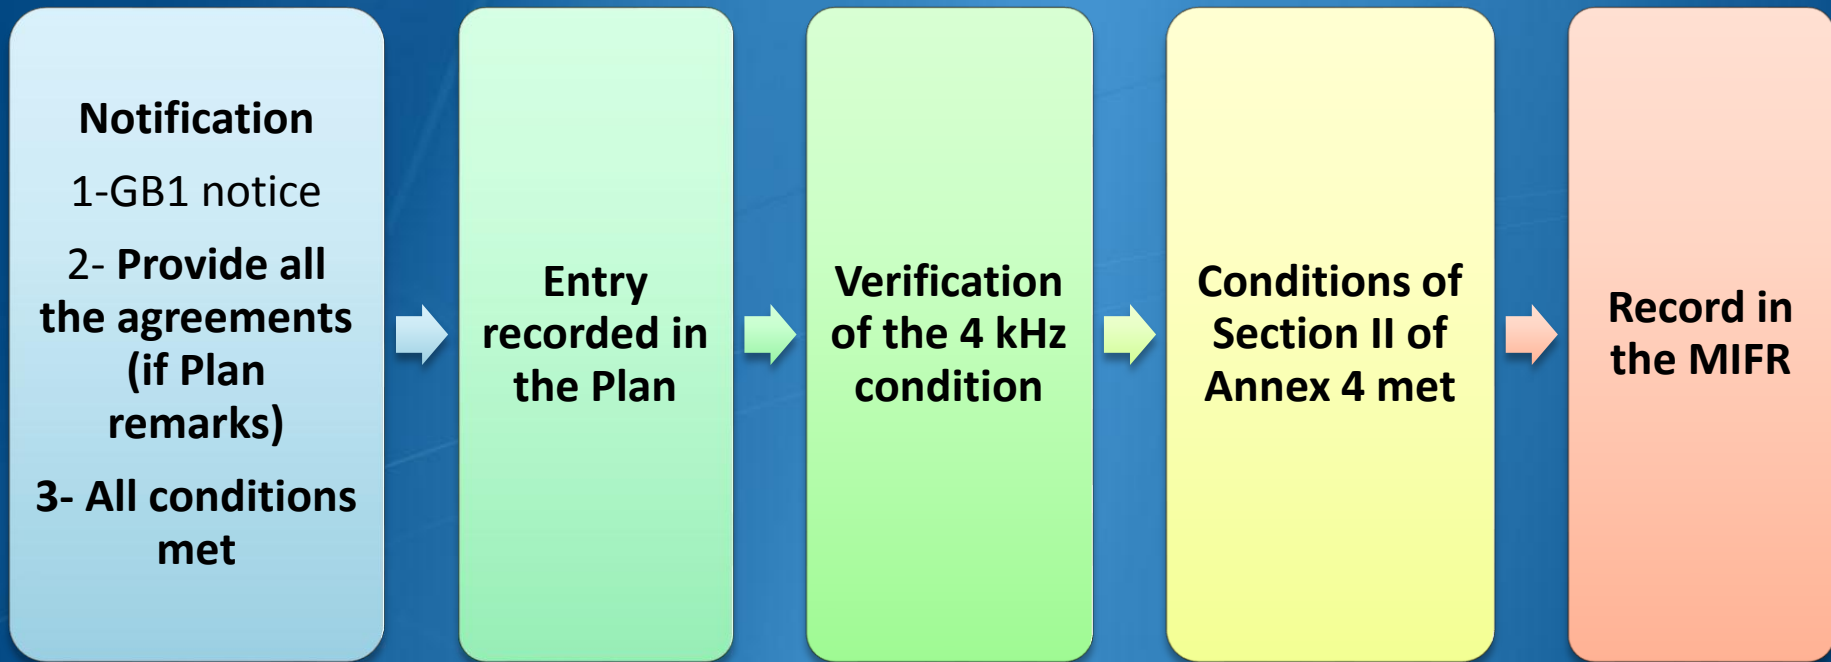 Notification
1-GB1 notice
2- Provide all
the agreements
(if Plan
remarks)
3- All conditions
met
Entry
recorded in
the Plan
Verification
of the 4 kHz
condition
Conditions of
Section II of
Annex 4 met
Record in
the MIFR